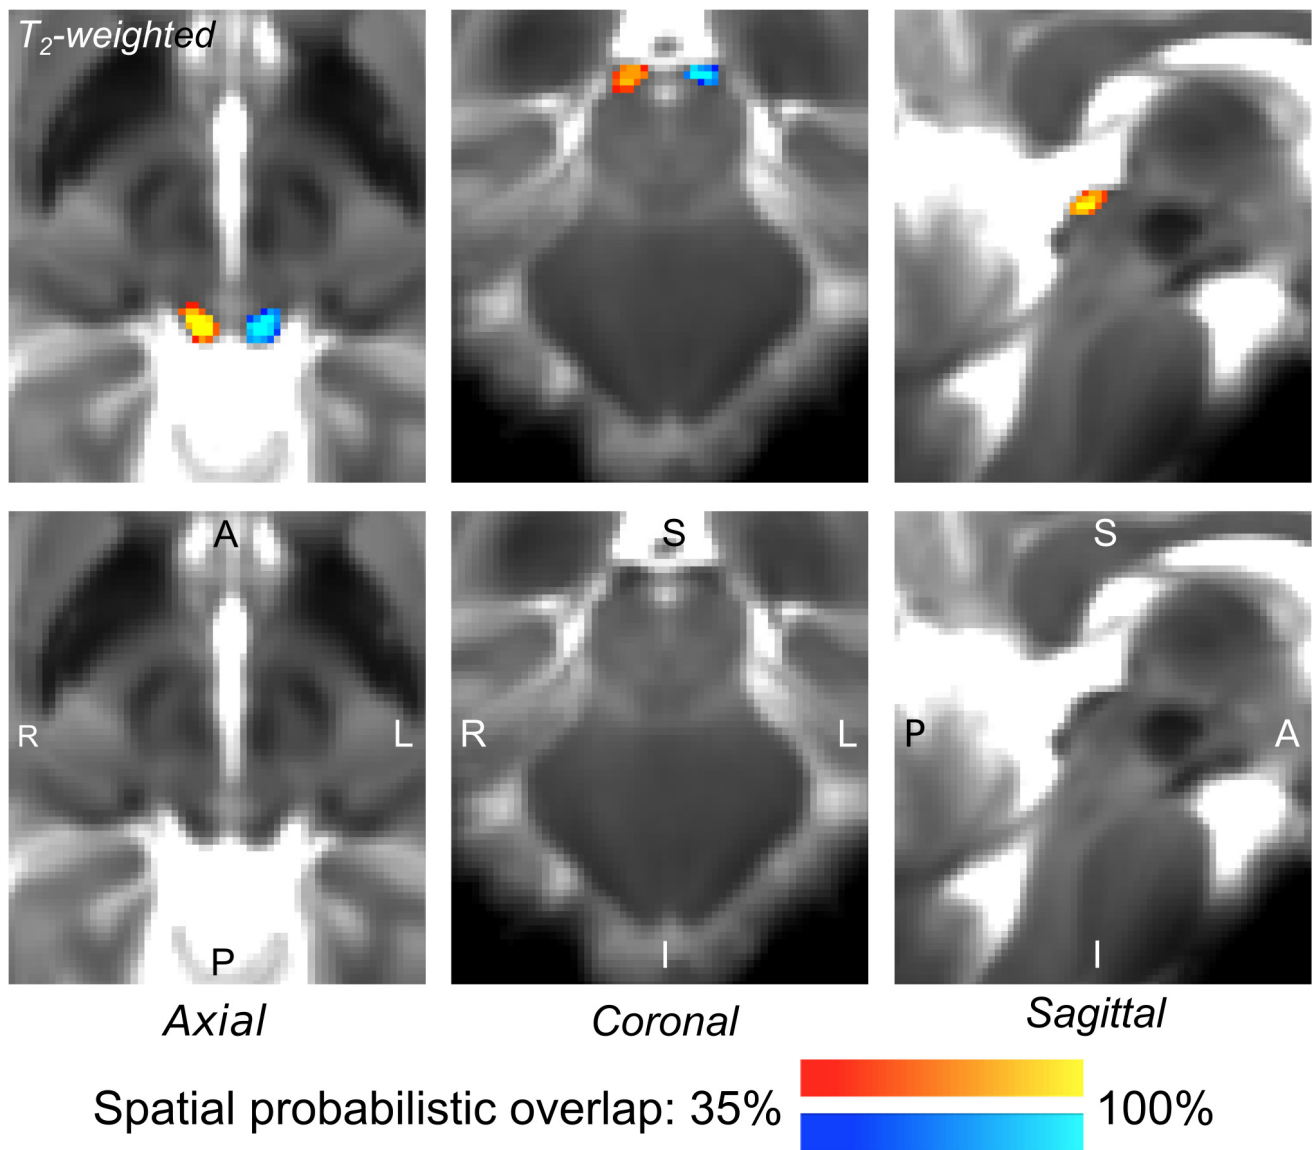 T2-weighted
A
S
S
R
L
R
L
P
A
P
I
I
Axial
Coronal
Sagittal
Spatial probabilistic overlap: 35%
100%